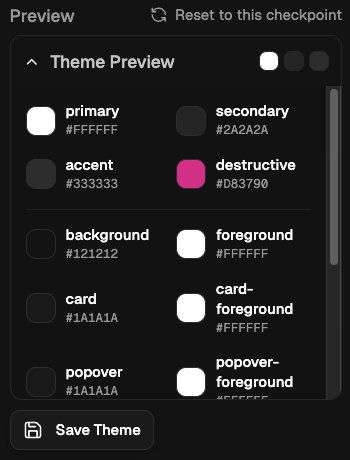 Preview
Reset to this checkpoint
Theme Preview
primary
#FFFFFF
secondary
#2A2A2A
accent
#333333
destructive
#D83790
background
#121212
foreground
#FFFFFF
card
#1A1A1A
card-
foreground
#FFFFFF
popover
#1A1A1A
popover-
foreground
#FFFFFF
Save Theme